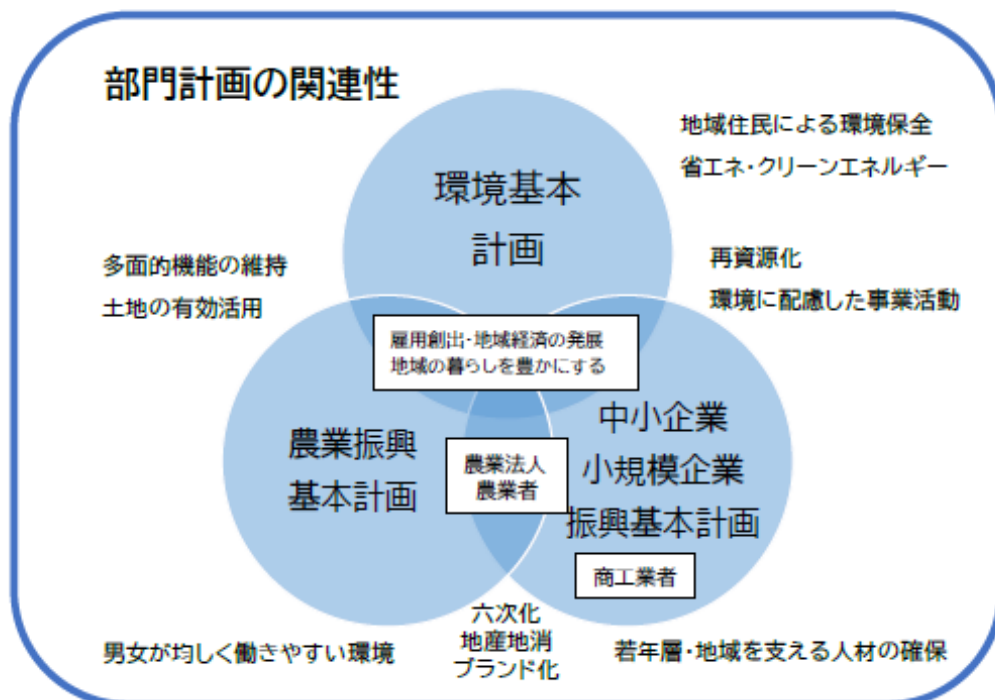 部門計画の関連性
地域住民による環境保全
省エネ・クリーンエネルギー
環境基本
計画
多面的機能の維持
土地の有効活用
再資源化
環境に配慮した事業活動
雇用創出・地域経済の発展
地域の暮らしを豊かにする
農業振興
基本計画
農業法人
農業者
中小企業
小規模企業
振興基本計画
商工業者
六次化
地産地消
ブランド化
男女が均しく働きやすい環境
若年層・地域を支える人材の確保